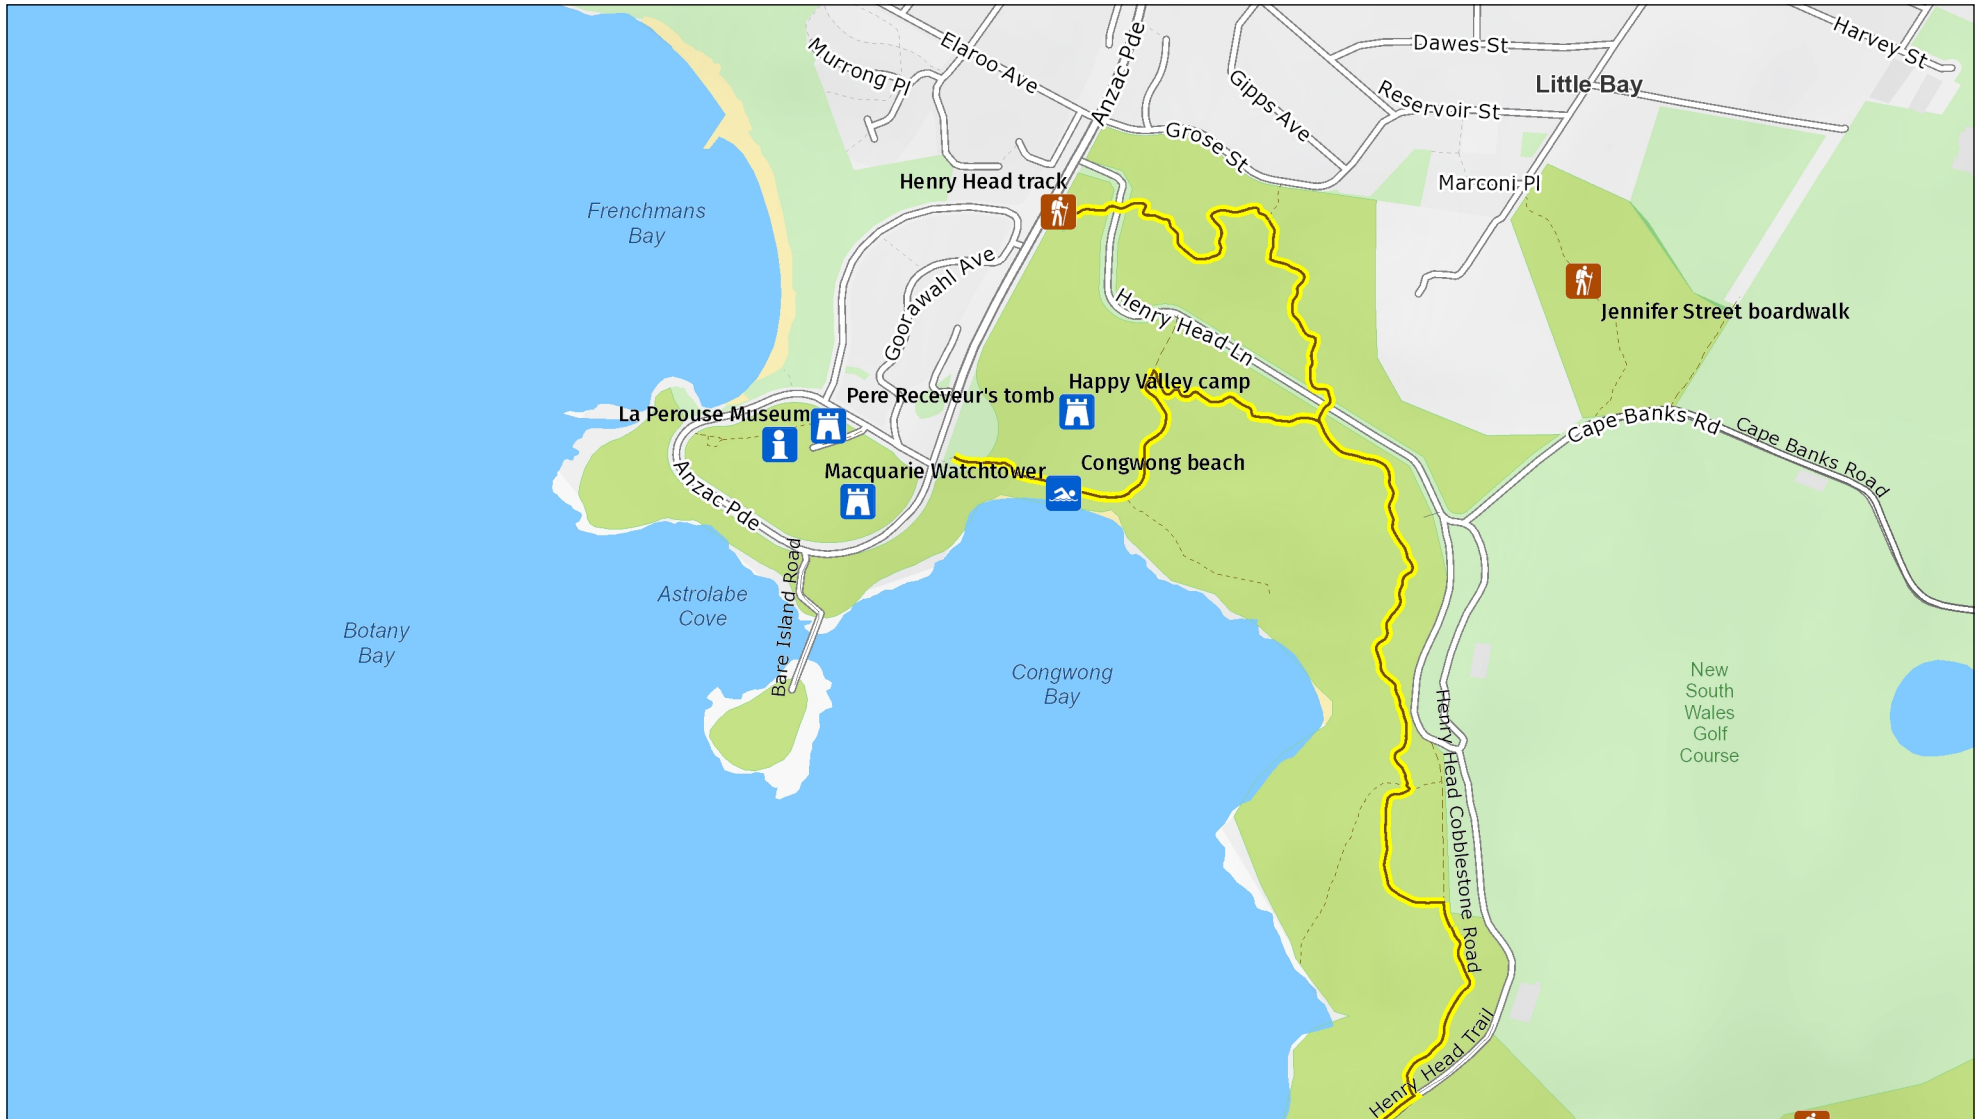 Harvey St
Elaroo Ave
Anzac Pde
Dawes St
Murrong Pl
Little Bay
Gipps Ave
Reservoir St
Grose St
Henry Head track
Marconi Pl
Frenchmans
Bay
Goorawahl Ave
Henry Head Ln
Jennifer Street boardwalk
Pere Receveur's tomb
Happy Valley camp
La Perouse Museum
Cape Banks Rd
Cape Banks Road
Macquarie Watchtower
Congwong beach
Anzac Pde
Bare Island Road
Astrolabe
Cove
Botany
Bay
Congwong
Bay
New
South
Wales
Golf
Course
Henry Head Cobblestone Road
Henry Head Trail